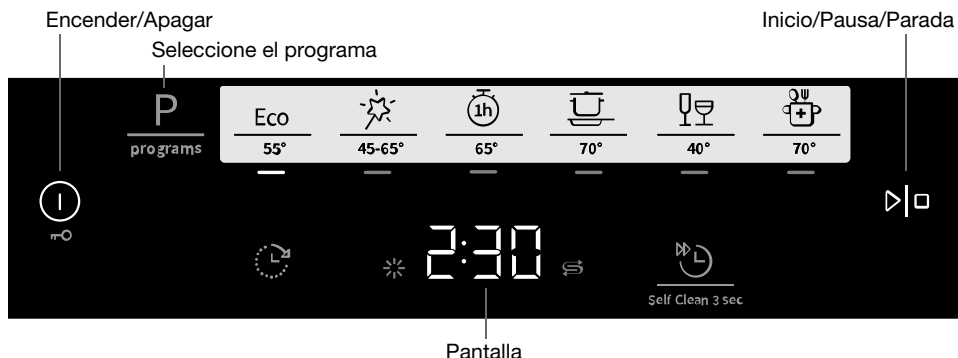 Encender/Apagar
Inicio/Pausa/Parada
Seleccione el programa
P
programs
Eco
1h
55°
45-65°
65°
70°
40°
70°
2:30
Self Clean 3 sec
Pantalla